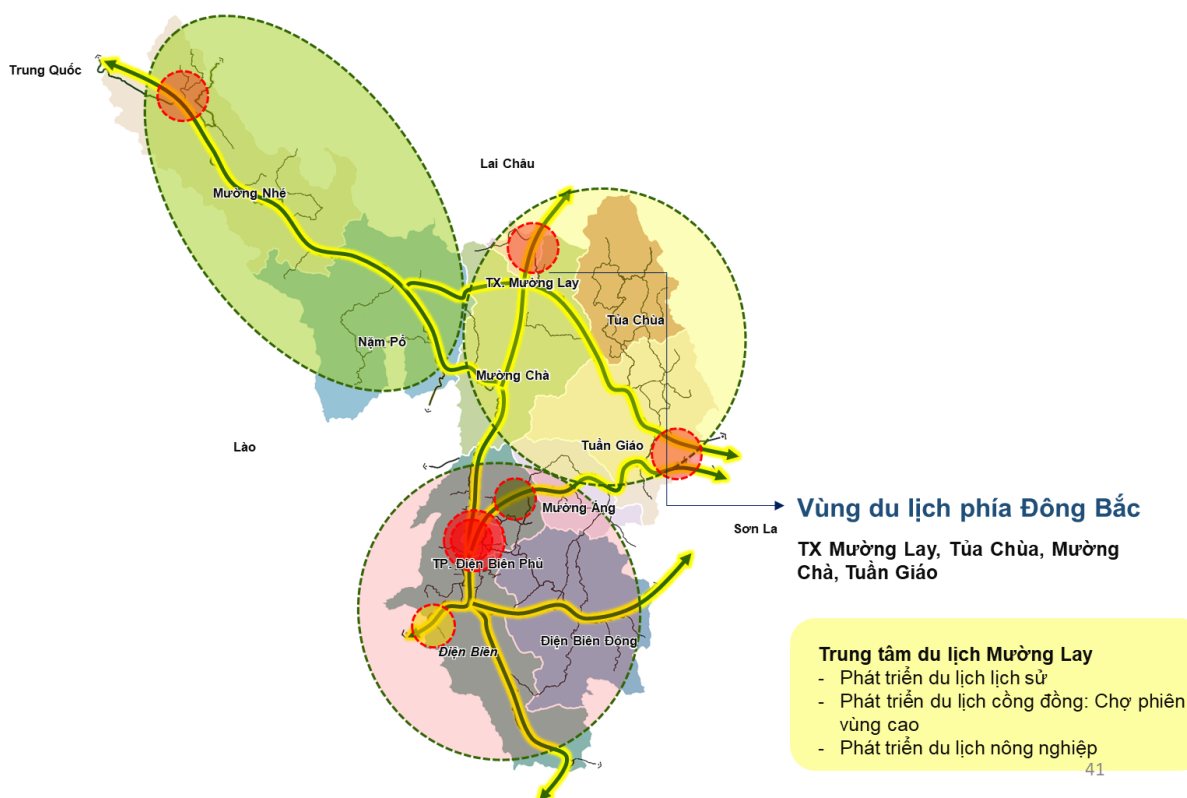 Trung Quốc
Lai Châu
Mường Nhé
TX. Mường Lay
Tủa Chùa
Nặm Pồ
Mường Chà
Lào
Tuần Giáo
Mường Ảng
Sơn La
TP. Điện Biên Phủ
Điện Biên Đông
Điện Biên
Vùng du lịch phía Đông Bắc
TX Mường Lay, Tủa Chùa, Mường
Chà, Tuần Giáo
Trung tâm du lịch Mường Lay
- Phát triển du lịch lịch sử
- Phát triển du lịch cồng đồng: Chợ phiên
vùng cao
- Phát triển du lịch nông nghiệp
41